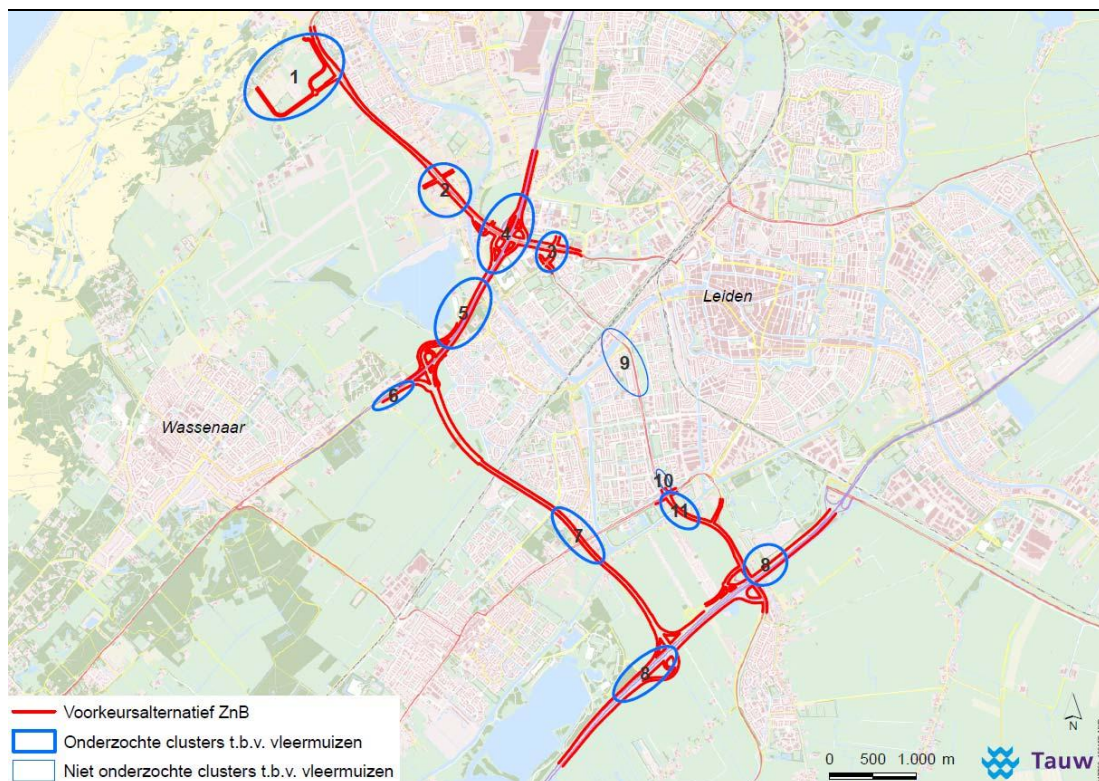 1
2
4
3
5
Leiden
9
6
Wassenaar
10
11
7
8
8
Voorkeursalternatief ZnB
Onderzochte clusters t.b.v. vleermuizen
Niet onderzochte clusters t.b.v. vleermuizen
0 500 1.000 m
N
Tauw